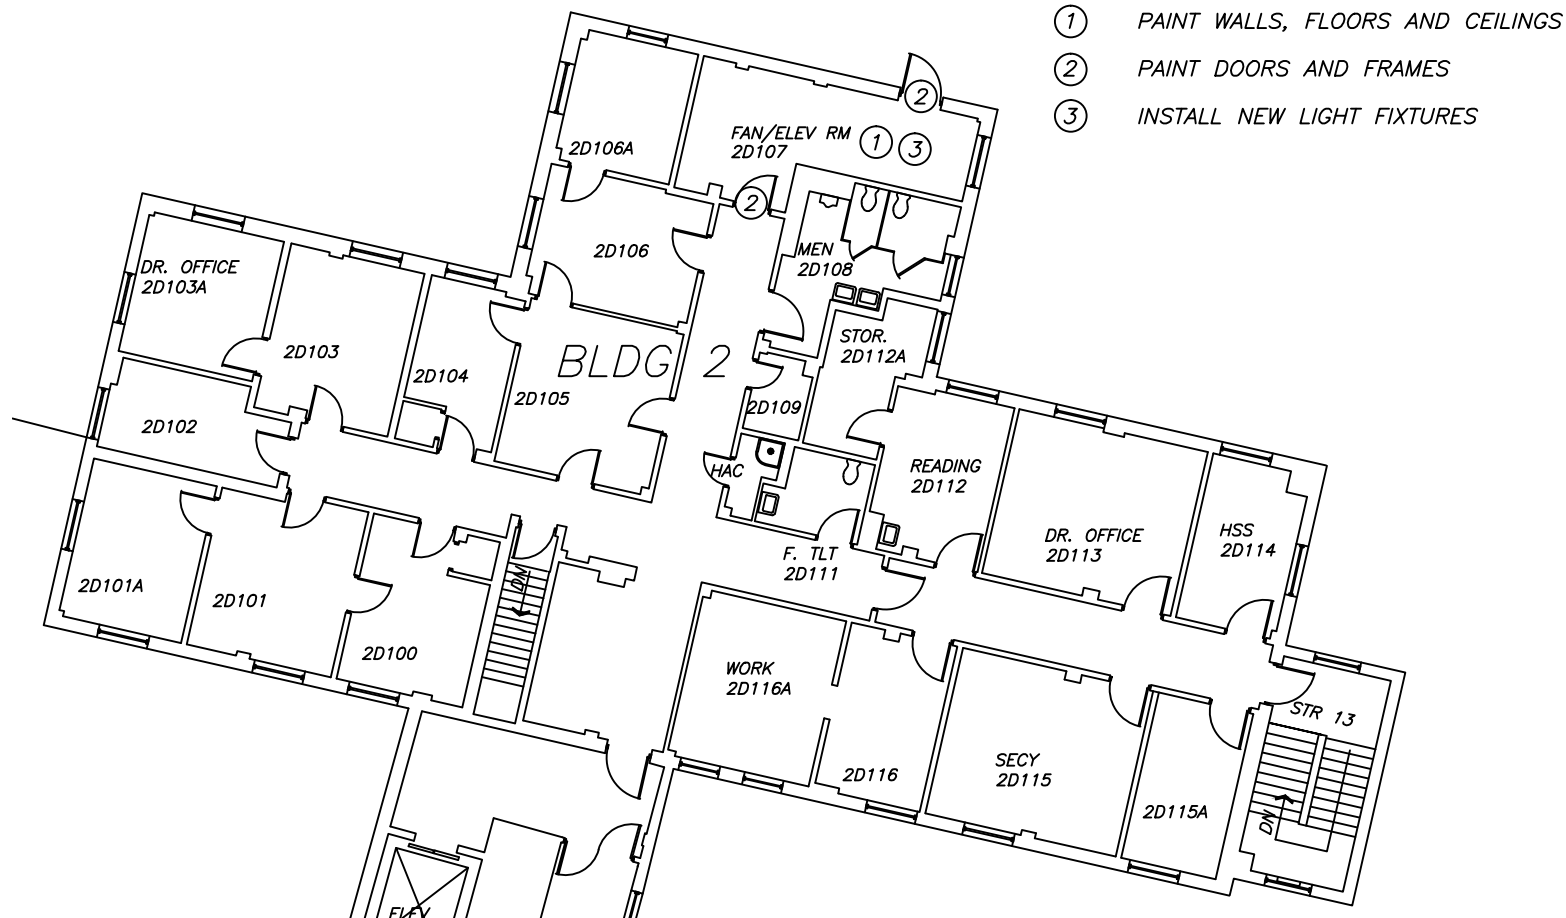 1 PAINT WALLS, FLOORS AND CEILINGS
2 PAINT DOORS AND FRAMES
3 INSTALL NEW LIGHT FIXTURES
2
FAN/ELEV RM
2D107
1 3
2D106A
2
2D106
MEN
2D108
DR. OFFICE
2D103A
2D103
2D104
BLDG 2
2D105
STOR.
2D112A
2D109
2D102
HAC
READING
2D112
DR. OFFICE
2D113
HSS
2D114
F. TLT
2D111
2D101A
2D101
DN
2D100
WORK
2D116A
2D116
SECY
2D115
2D115A
STR 13
DN
ELEV